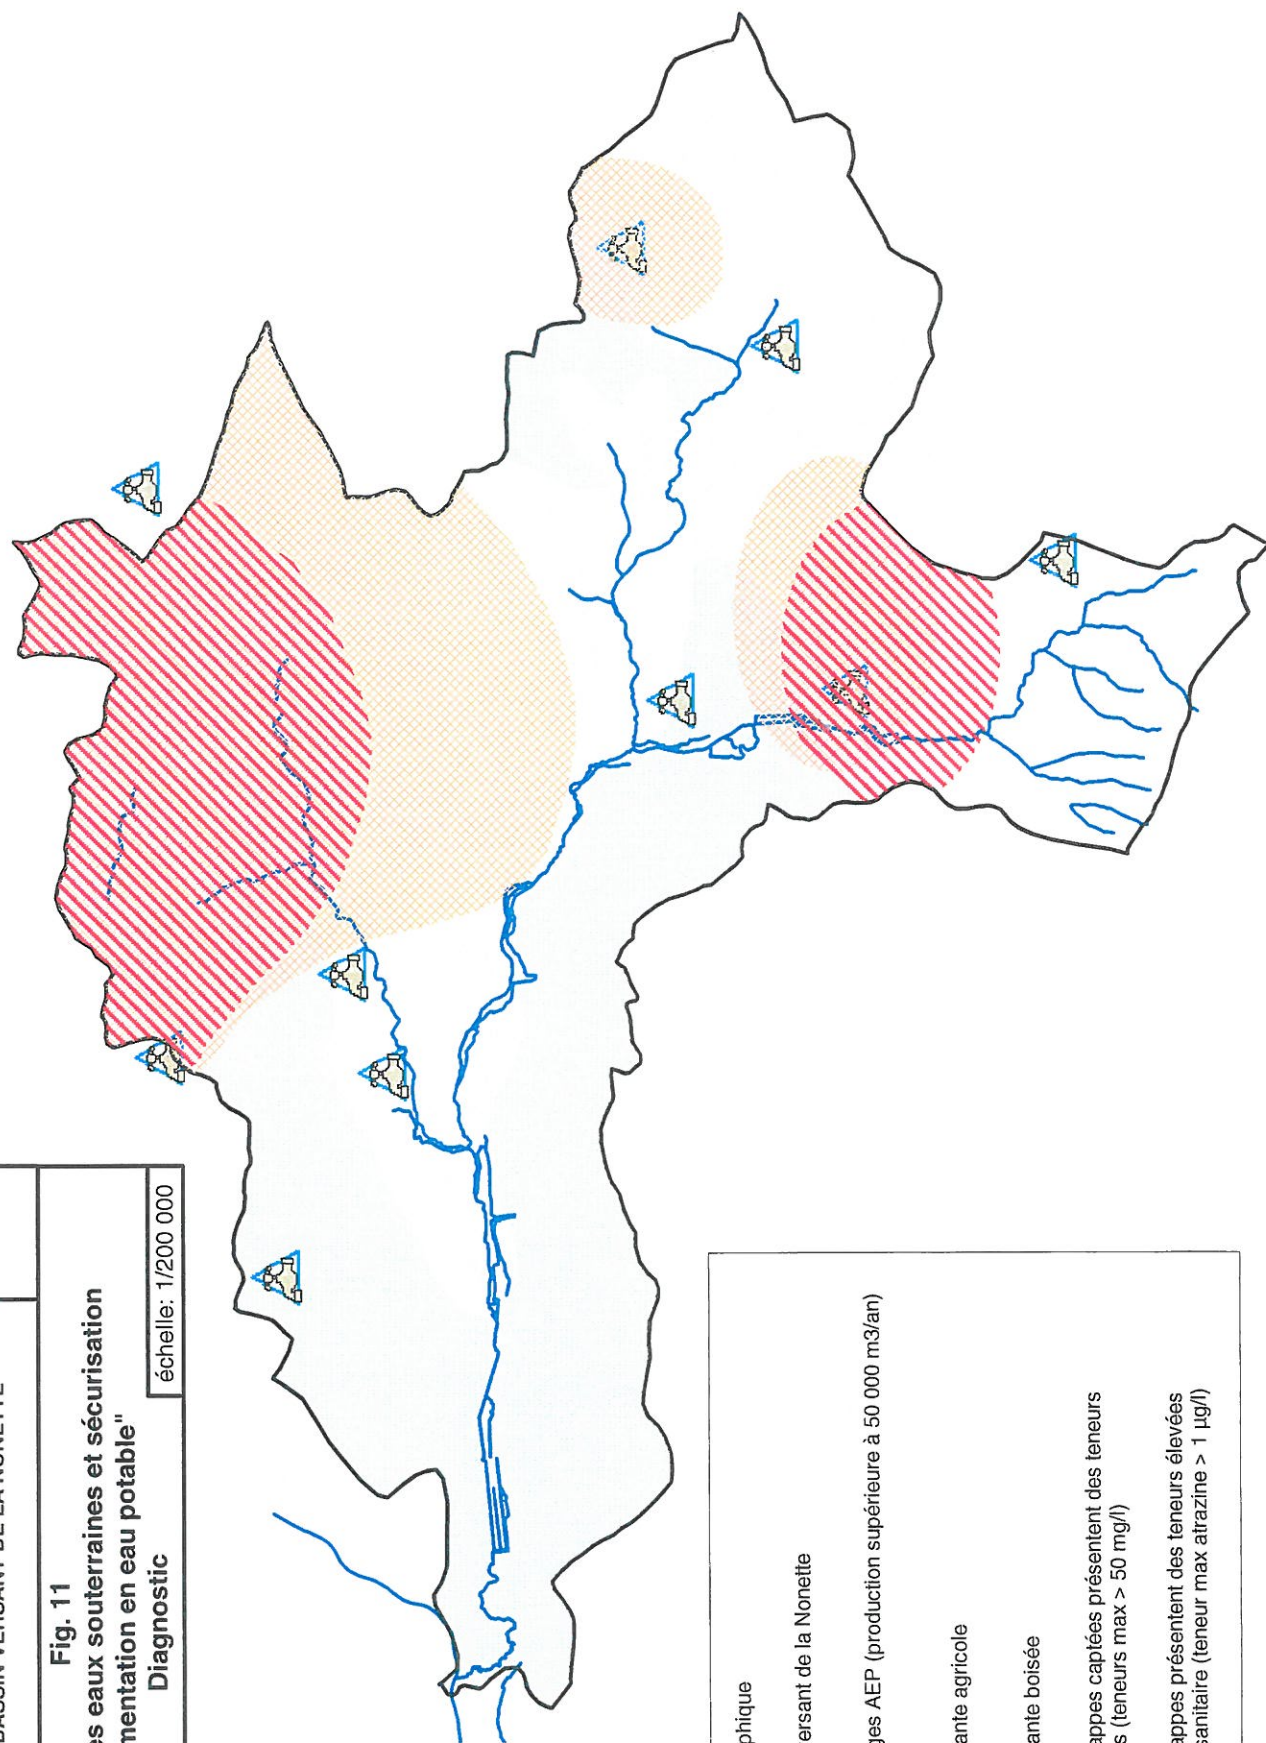 BASSIN VERSANT DE LA NONETTE
Fig. 11
es eaux souterraines et sécurisation
mentation en eau potable"
Diagnostic
échelle: 1/200 000
phique
ersant de la Nonette
ges AEP (production supérieure à 50 000 m3/an)
ante agricole
ante boisée
appes captées présentent des teneurs
s (teneurs max > 50 mg/l)
appes présentent des teneurs élevées
sanitaire (teneur max atrazine > 1 µg/l)